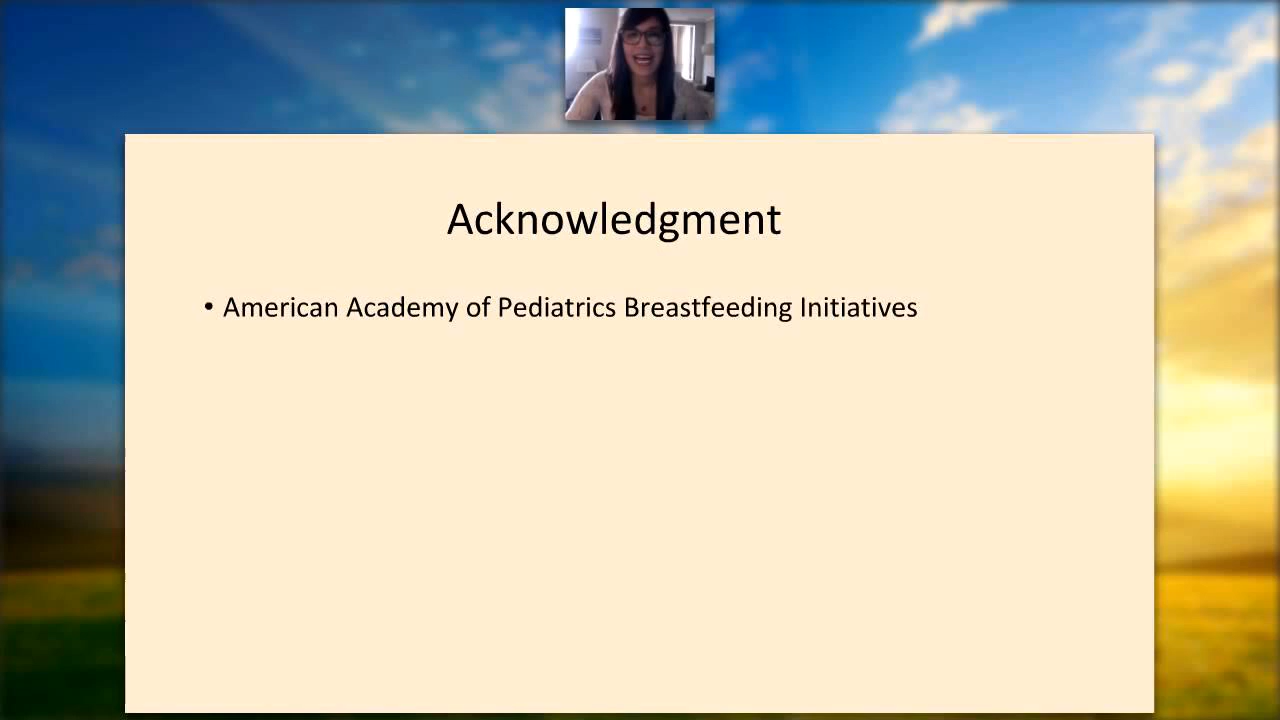 Acknowledgment
• American Academy of Pediatrics Breastfeeding Initiatives